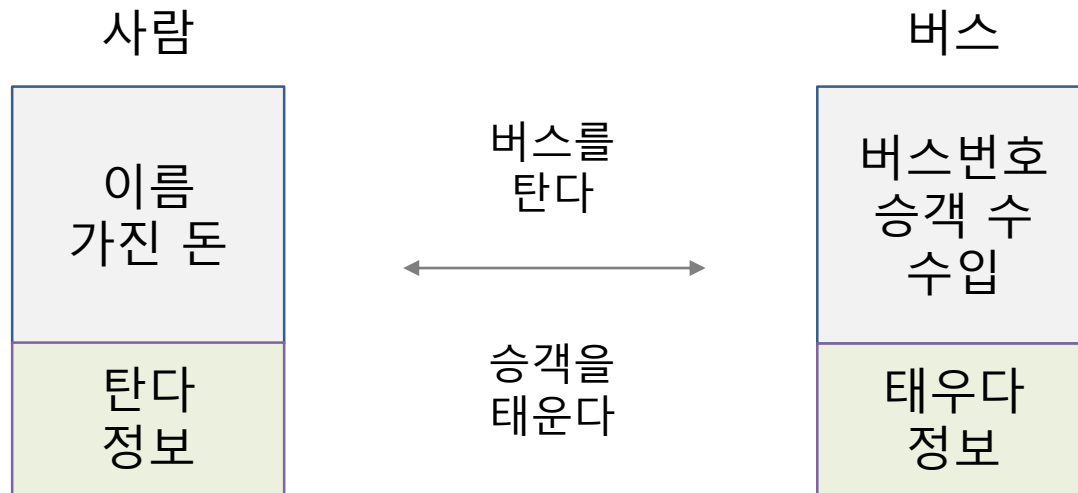 사람
이름
가진 돈
탄다
정보
버스를
탄다
승객을
태운다
버스
버스번호
승객 수
수입
태우다
정보